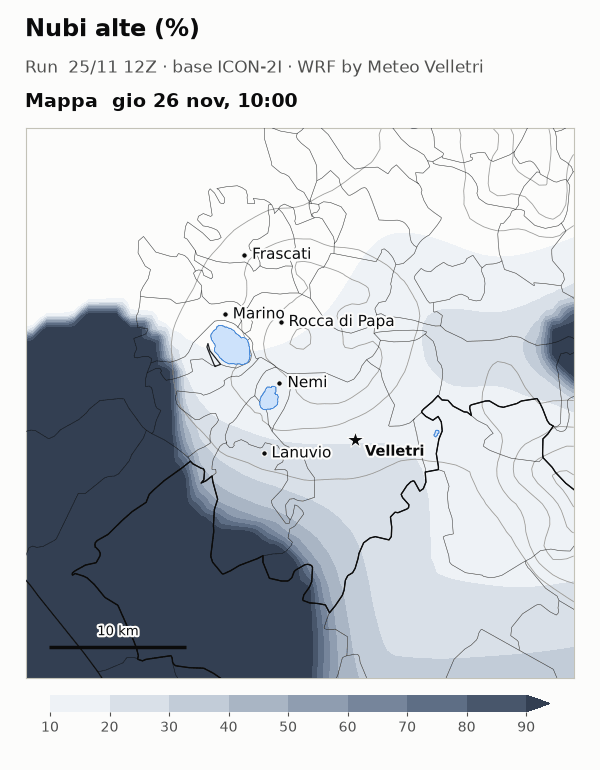 Nubi alte (%)
Run  25/11 12Z · base ICON-2I · WRF by Meteo Velletri
Mappa  gio 26 nov, 10:00
Frascati
Marino
Rocca di Papa
Nemi
Velletri
Lanuvio
10 km
10 20 30 40 50 60 70 80 90